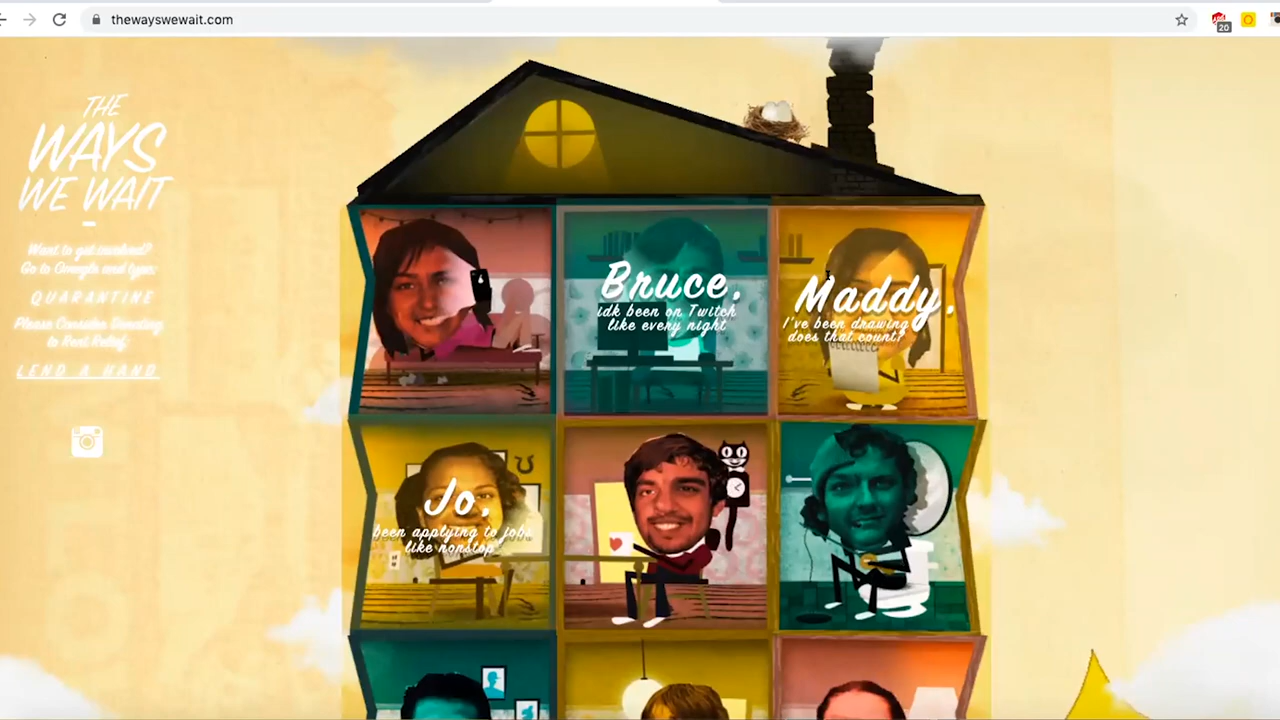 thewayswewait.com
20
THE
WAYS
WE WAIT
Want to get involved?
Go to Google and type:
QUARANTINE
Please Consider Donating
to Rent Relief:
LEND A HAND
Bruce.
idk been on Twitch
like every night
Maddy.
I've been drawing
does that count?
Jo.
been applying to jobs
like nonstop